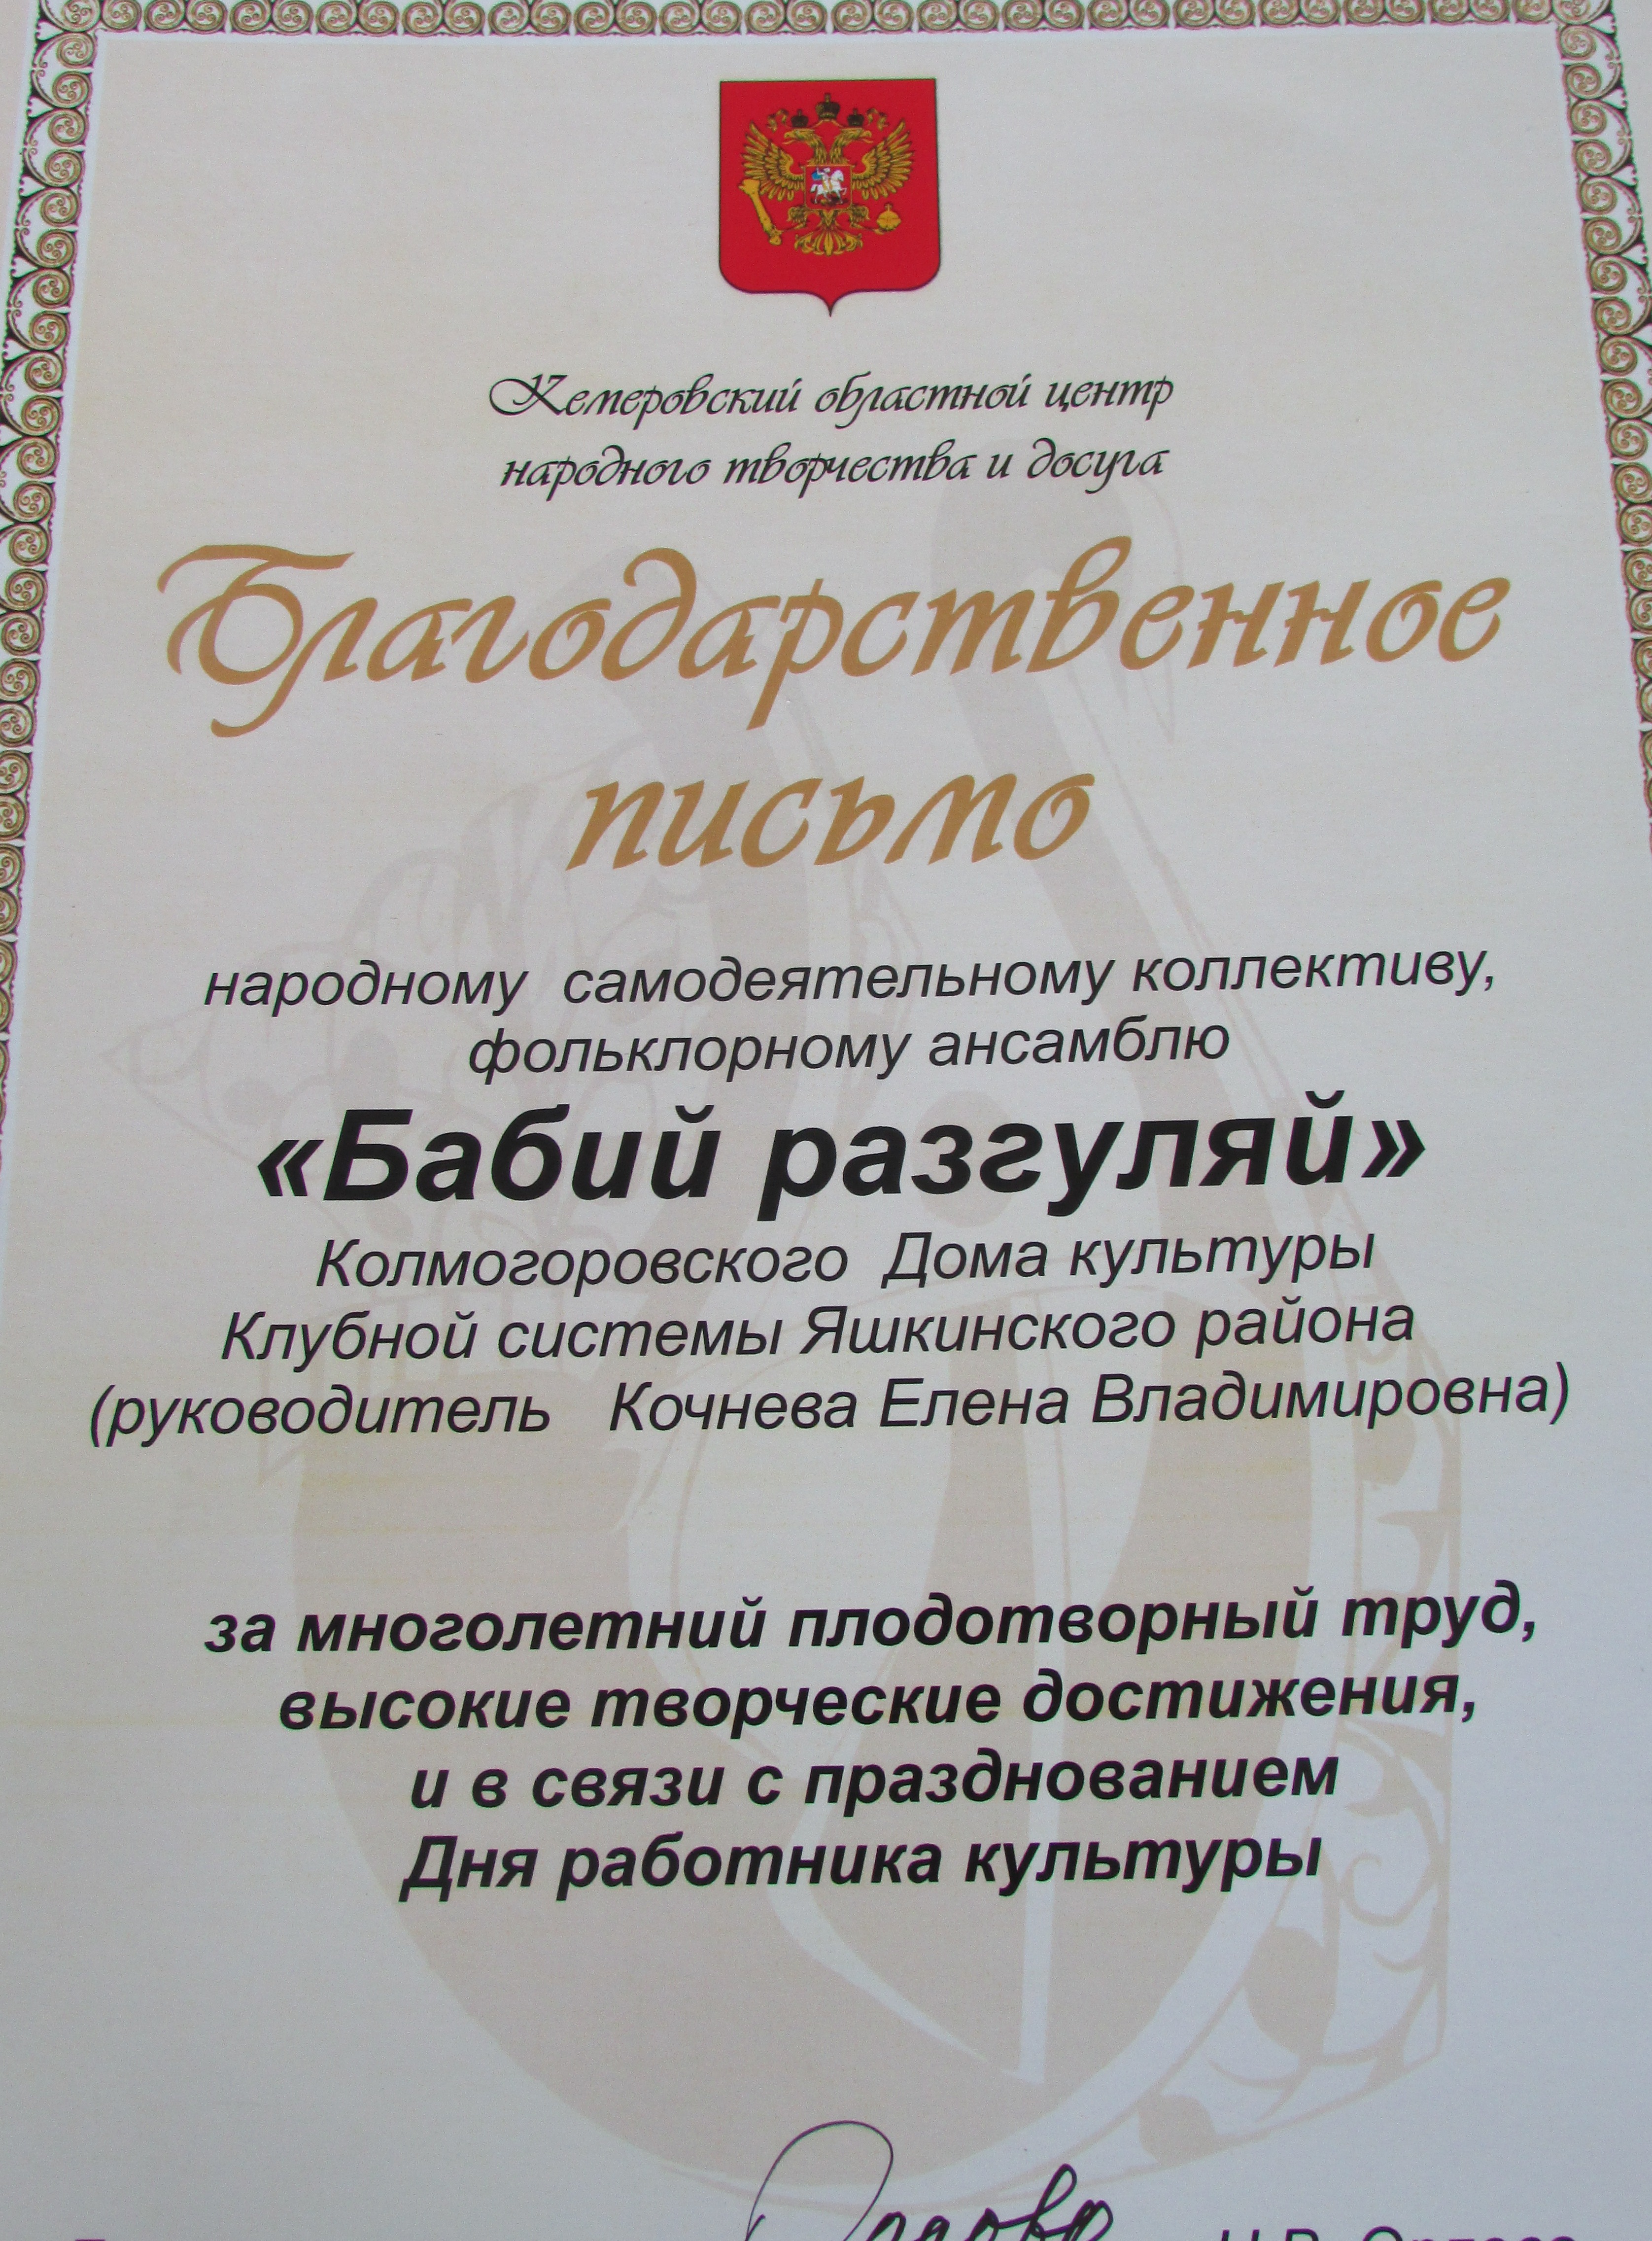 Кемеровский областной центр
народного творчества и досуга
Благодарственное
письмо
народному самодеятельному коллективу,
фольклорному ансамблю
«Бабий разгуляй»
Колмогоровского Дома культуры
Клубной системы Яшкинского района
(руководитель Кочнева Елена Владимировна)
за многолетний плодотворный труд,
высокие творческие достижения,
и в связи с празднованием
Дня работника культуры